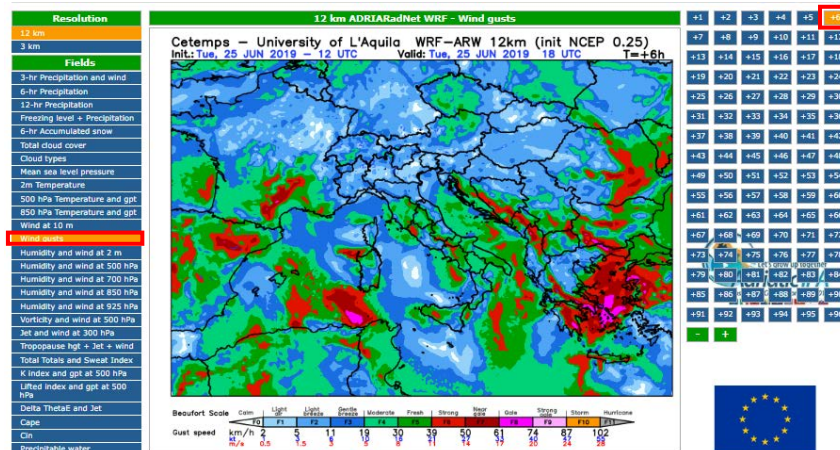 Resolution
12 km
3 km
Fields
3-hr Precipitation and wind
6-hr Precipitation
12-hr Precipitation
Freezing level + Precipitation
6-hr Accumulated snow
Total cloud cover
Cloud types
Mean sea level pressure
2m Temperature
500 hPa Temperature and gpt
850 hPa Temperature and gpt
Wind at 10 m
Wind gusts
Humidity and wind at 2 m
Humidity and wind at 500 hPa
Humidity and wind at 700 hPa
Humidity and wind at 850 hPa
Humidity and wind at 925 hPa
Vorticity and wind at 500 hPa
Jet and wind at 300 hPa
Tropopause hgt + Jet + wind
Total Totals and Sweat Index
K index and gpt at 500 hPa
Lifted index and gpt at 500
hPa
Delta ThetaE and Jet
Cape
Cin
Precipitable water
12 km ADRIARadNet WRF - Wind gusts
Cetemps - University of L'Aquila WRF-ARW 12km (init NCEP 0.25)
Init.: Tue, 25 JUN 2019 - 12 UTC Valid: Tue, 25 JUN 2019 18 UTC T=+6h
Beaufort Scale Calm Light air Light breeze Gentle breeze Moderate Fresh Strong Near gale Gale Strong gale Storm Hurricane
F0 F1 F2 F3 F8 F9 F10 F11
Gust speed km/h 2 5 11 19 30 39 50 61 74 87 102
kt
m/s 0.5 1.5 3 5 8 11 14 17 20 24 28
+1 +2 +3 +4 +5
+7 +8 +9 +10 +11
+13 +14 +15 +16 +17
+19 +20 +21 +22 +23
+25 +26 +27 +28 +29
+31 +32 +33 +34 +35
+37 +38 +39 +40 +41
+43 +44 +45 +46 +47
+49 +50 +51 +52 +53
+55 +56 +57 +58 +59
+61 +62 +63 +64 +65
+67 +68 +69 +70 +71
+73 +74 +75 +76 +77
+79 +80 +81 +82 +83
+85 +86 +87 +88 +89
+91 +92 +93 +94 +95
- +